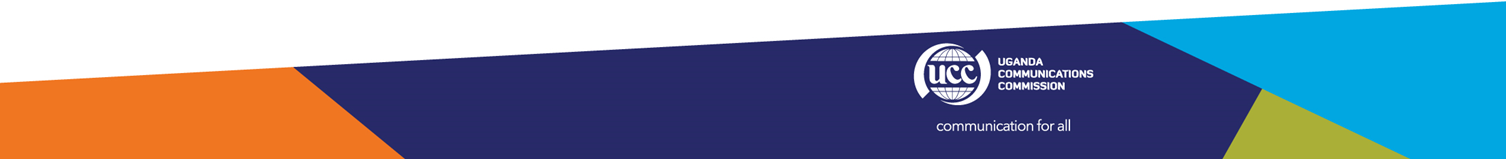 ucc
UGANDA
COMMUNICATIONS
COMMISSION
communication for all